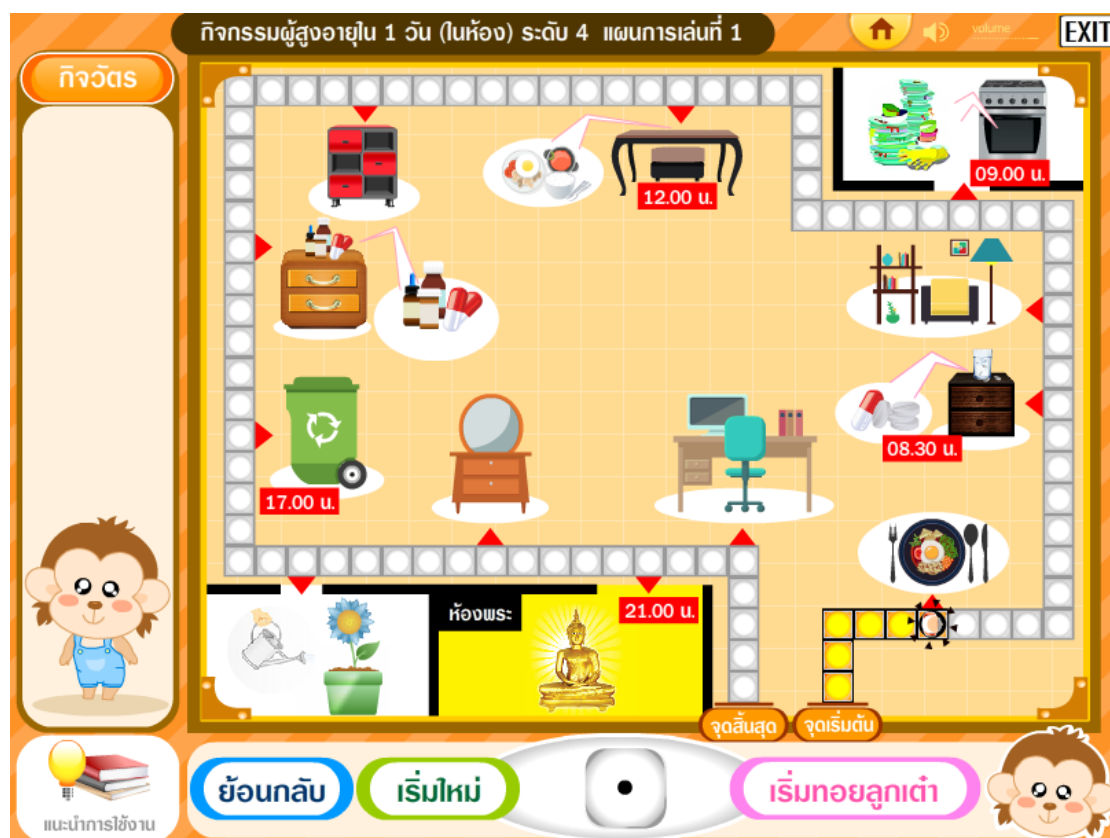 กิจกรรมผู้สูงอายุใน 1 วัน (ในห้อง) ระดับ 4 แผนการเล่นที่ 1
volume
EXIT
กิจวัตร
09.00 น.
12.00 น.
08.30 น.
17.00 น.
ห้องพระ
21.00 น.
จุดสิ้นสุด
จุดเริ่มต้น
ย้อนกลับ
เริ่มใหม่
เริ่มทอยลูกเต๋า
แนะนำการใช้งาน